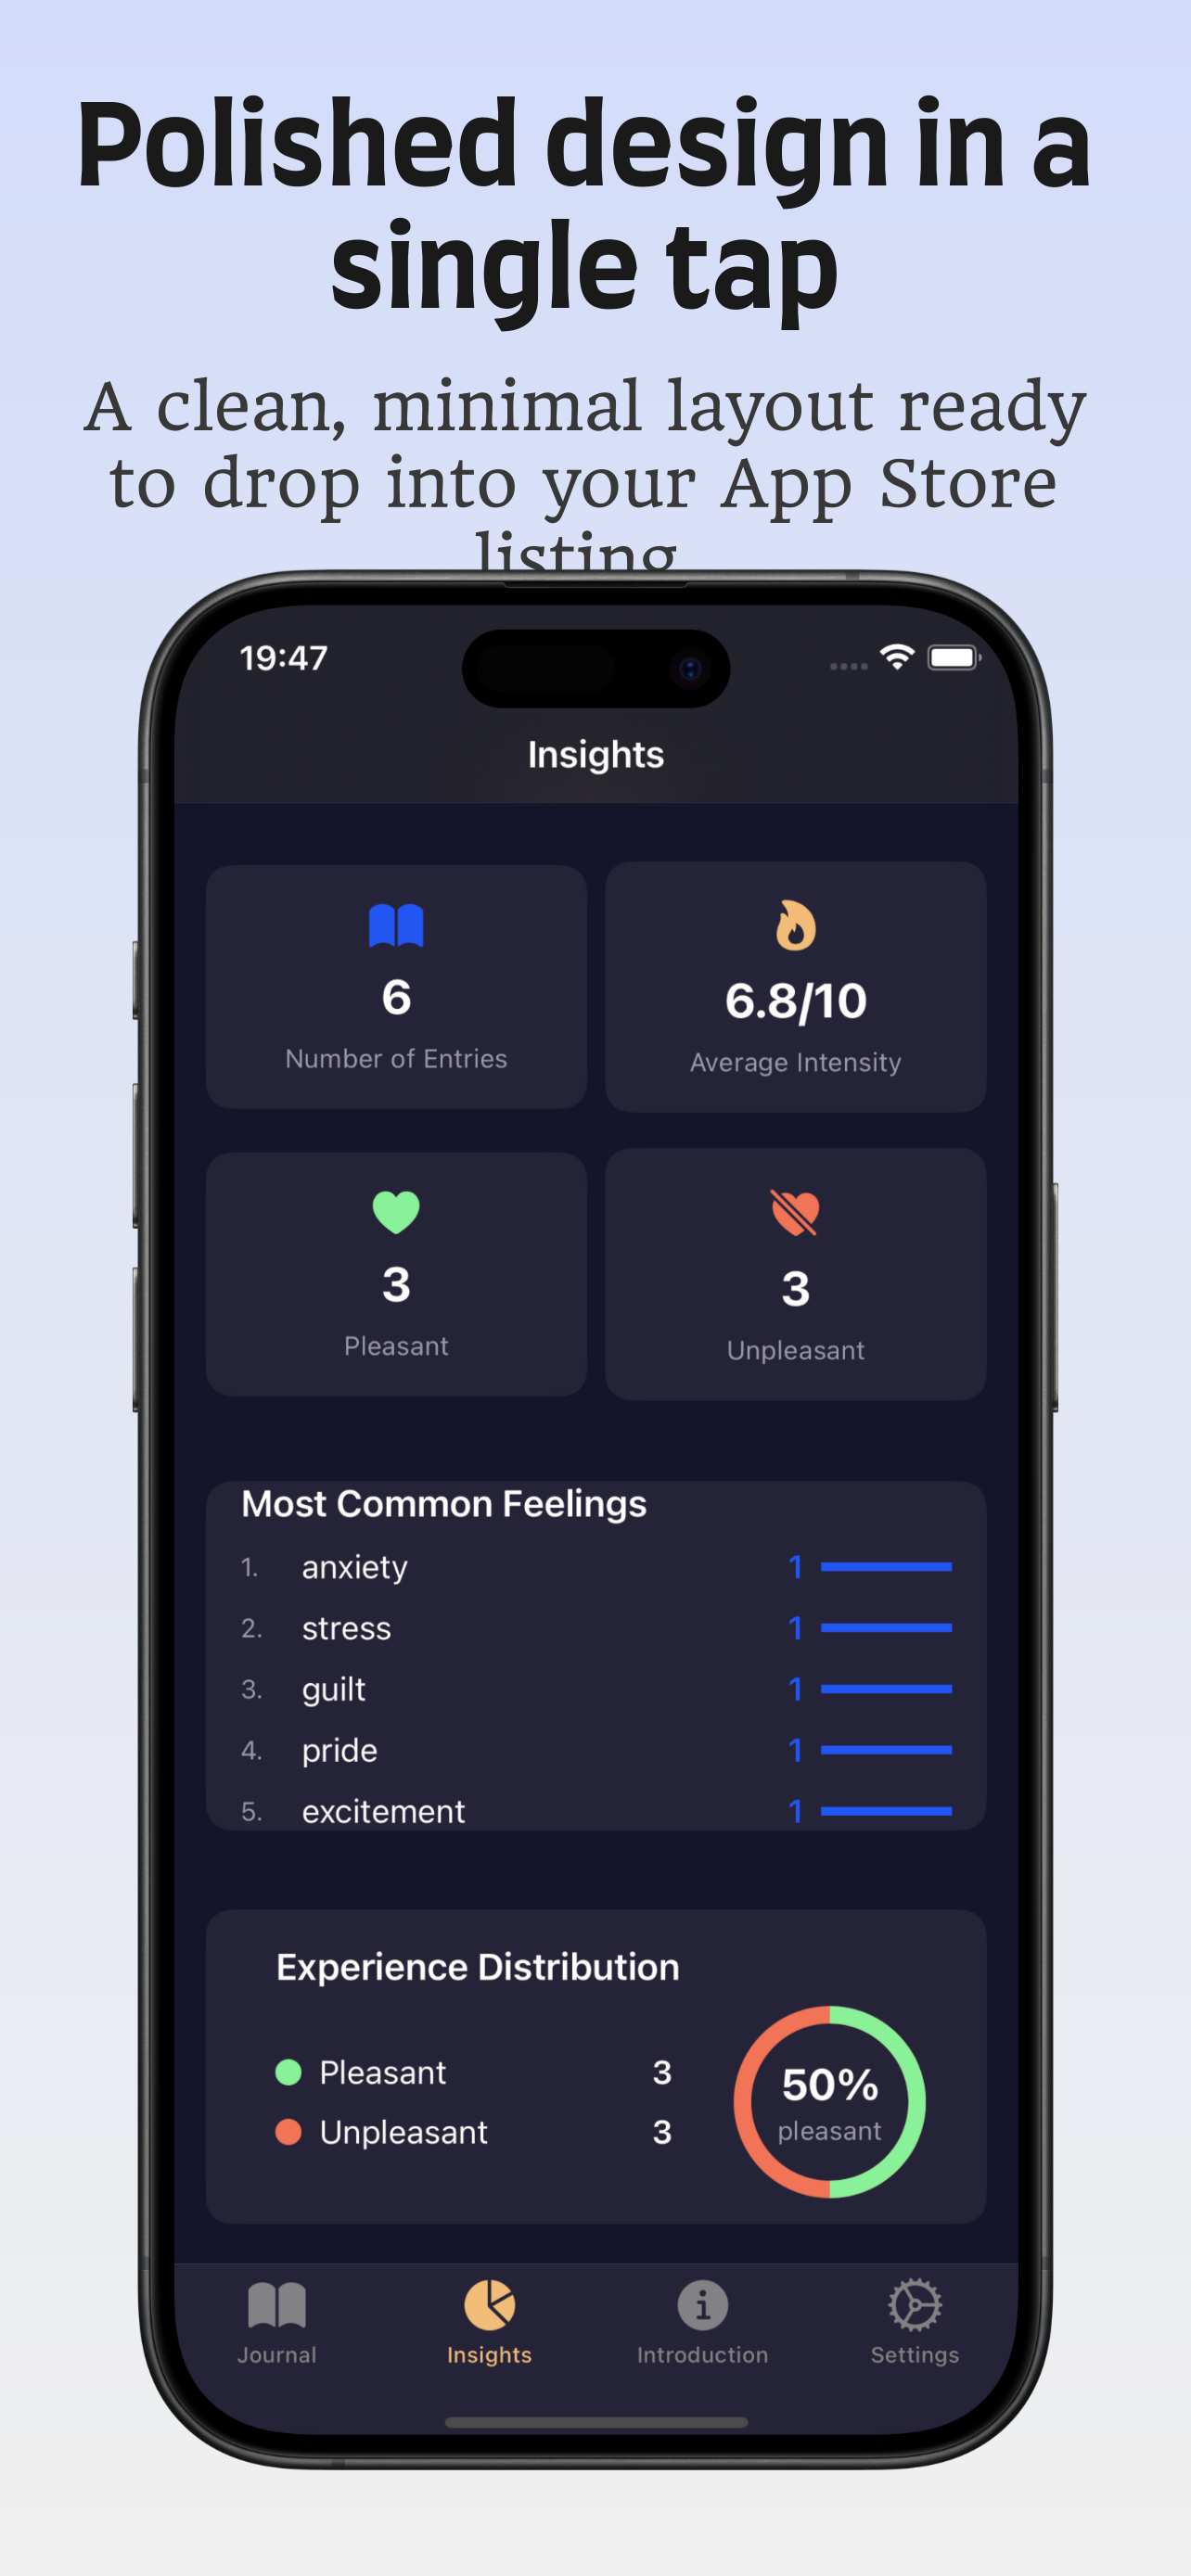 Polished design in a
single tap
A clean, minimal layout ready
to drop into your App Store
listing
19:47
Insights
6
Number of Entries
6.8/10
Average Intensity
3
Pleasant
3
Unpleasant
Most Common Feelings
1. anxiety 1
2. stress 1
3. guilt 1
4. pride 1
5. excitement 1
Experience Distribution
Pleasant 3
Unpleasant 3
50%
pleasant
Journal Insights Introduction Settings